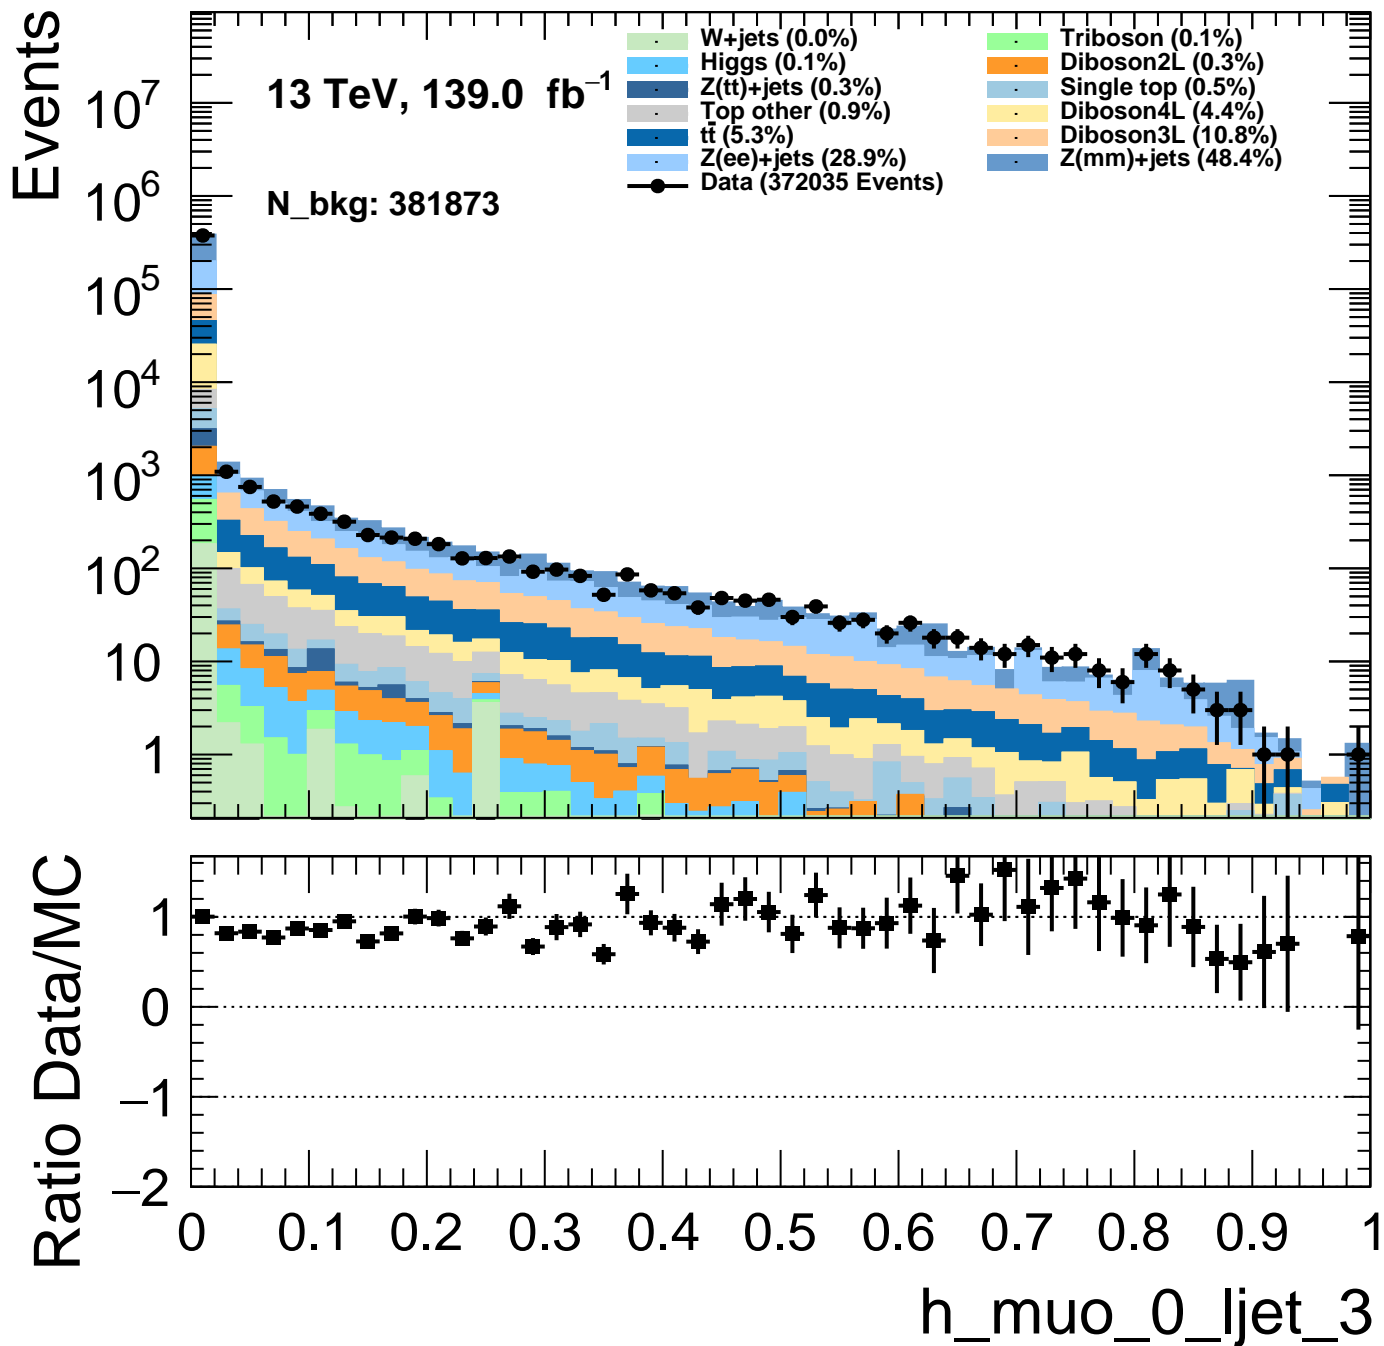 Events
13 TeV, 139.0 fb⁻¹
N_bkg: 381873
W+jets (0.0%)
Higgs (0.1%)
Z(tt)+jets (0.3%)
Top other (0.9%)
tt̄ (5.3%)
Z(ee)+jets (28.9%)
Data (372035 Events)
Triboson (0.1%)
Diboson2L (0.3%)
Single top (0.5%)
Diboson4L (4.4%)
Diboson3L (10.8%)
Z(mm)+jets (48.4%)
10⁷
10⁶
10⁵
10⁴
10³
10²
10
1
Ratio Data/MC
1
0
−1
−2
0 0.1 0.2 0.3 0.4 0.5 0.6 0.7 0.8 0.9 1
h_muo_0_ljet_3